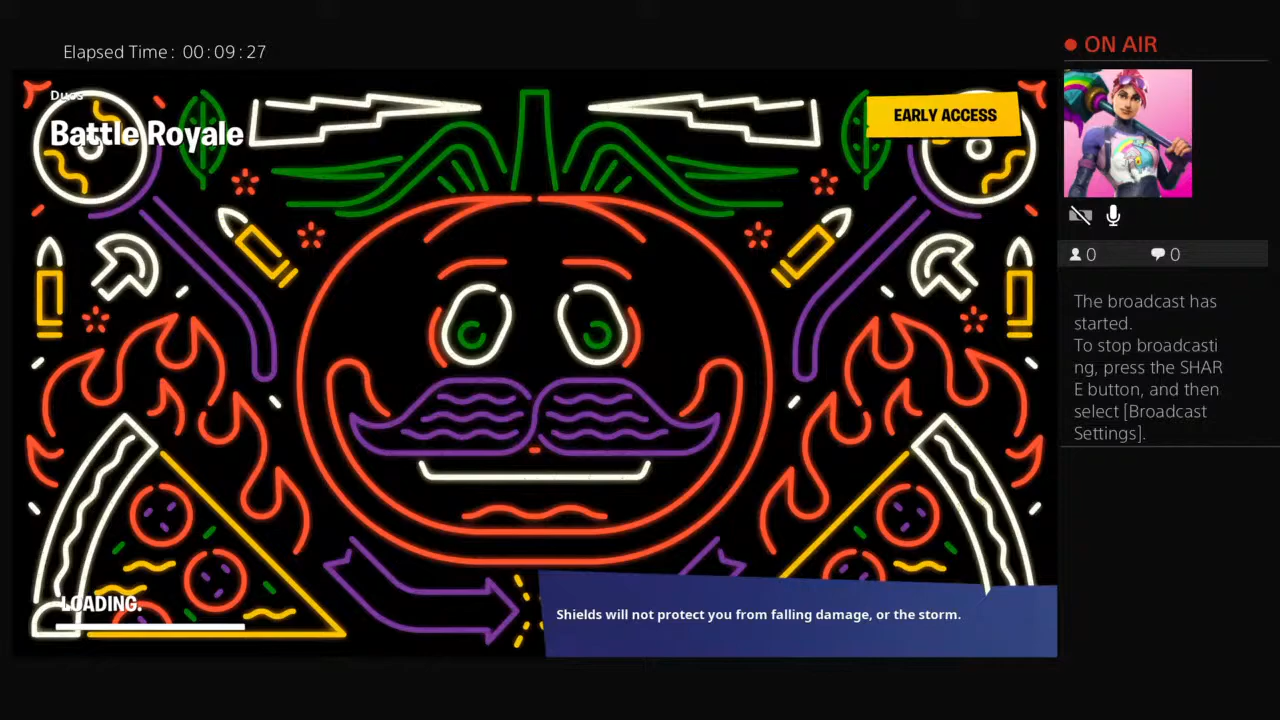 Elapsed Time: 00:09:27
ON AIR
Duos
Battle Royale
EARLY ACCESS
0
0
The broadcast has
started.
To stop broadcasti
ng, press the SHAR
E button, and then
select [Broadcast
Settings].
LOADING.
Shields will not protect you from falling damage, or the storm.